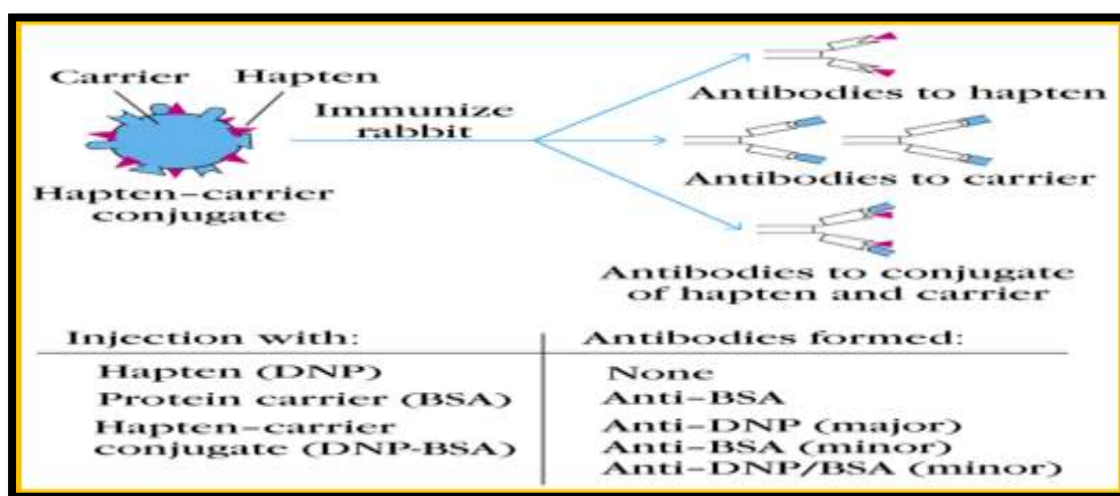 Carrier Hapten
Immunize
rabbit
Hapten–carrier
conjugate
Antibodies to hapten
Antibodies to carrier
Antibodies to conjugate
of hapten and carrier
Injection with: Antibodies formed:
Hapten (DNP) None
Protein carrier (BSA) Anti–BSA
Hapten–carrier Anti–DNP (major)
conjugate (DNP-BSA) Anti–BSA (minor)
Anti–DNP/BSA (minor)